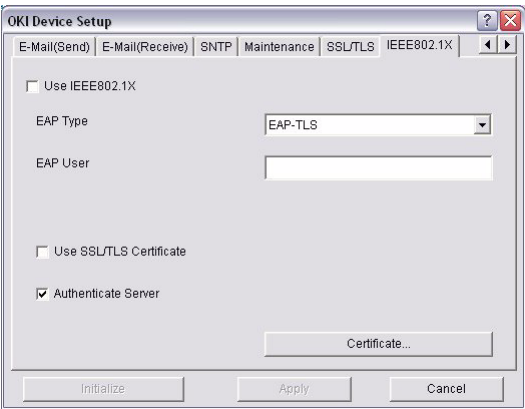 OKI Device Setup
E-Mail(Send) E-Mail(Receive) SNTP Maintenance SSL/TLS IEEE802.1X
Use IEEE802.1X
EAP Type EAP-TLS
EAP User
Use SSL/TLS Certificate
Authenticate Server
Certificate...
Initialize Apply Cancel